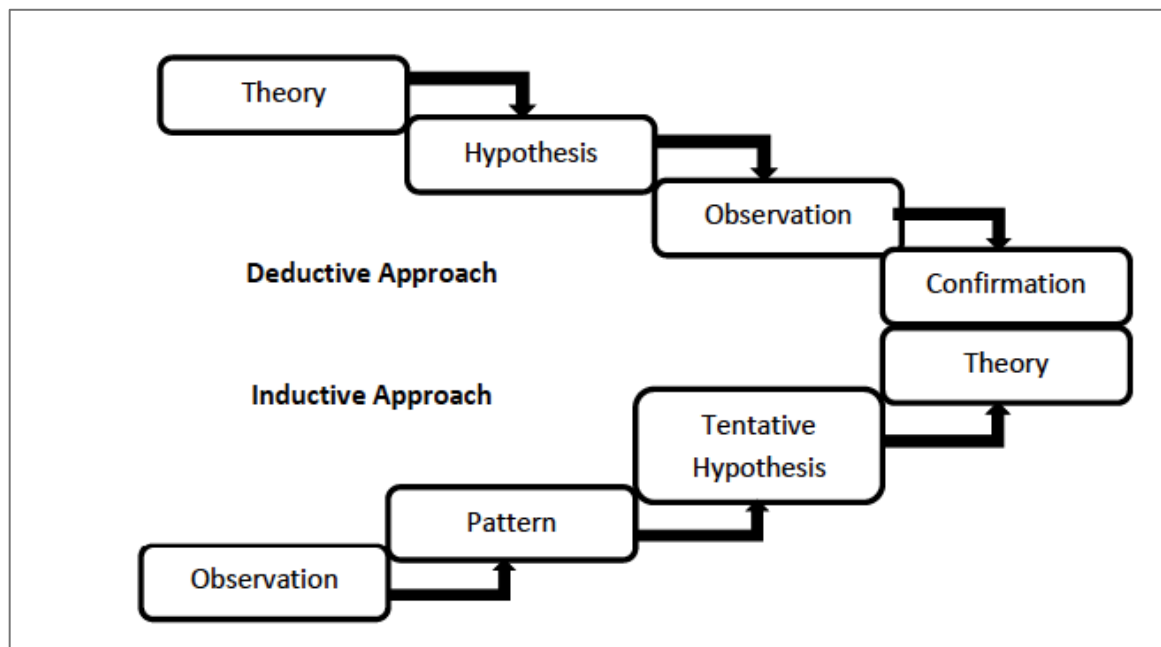 Theory
Hypothesis
Observation
Confirmation
Deductive Approach
Inductive Approach
Theory
Tentative
Hypothesis
Pattern
Observation